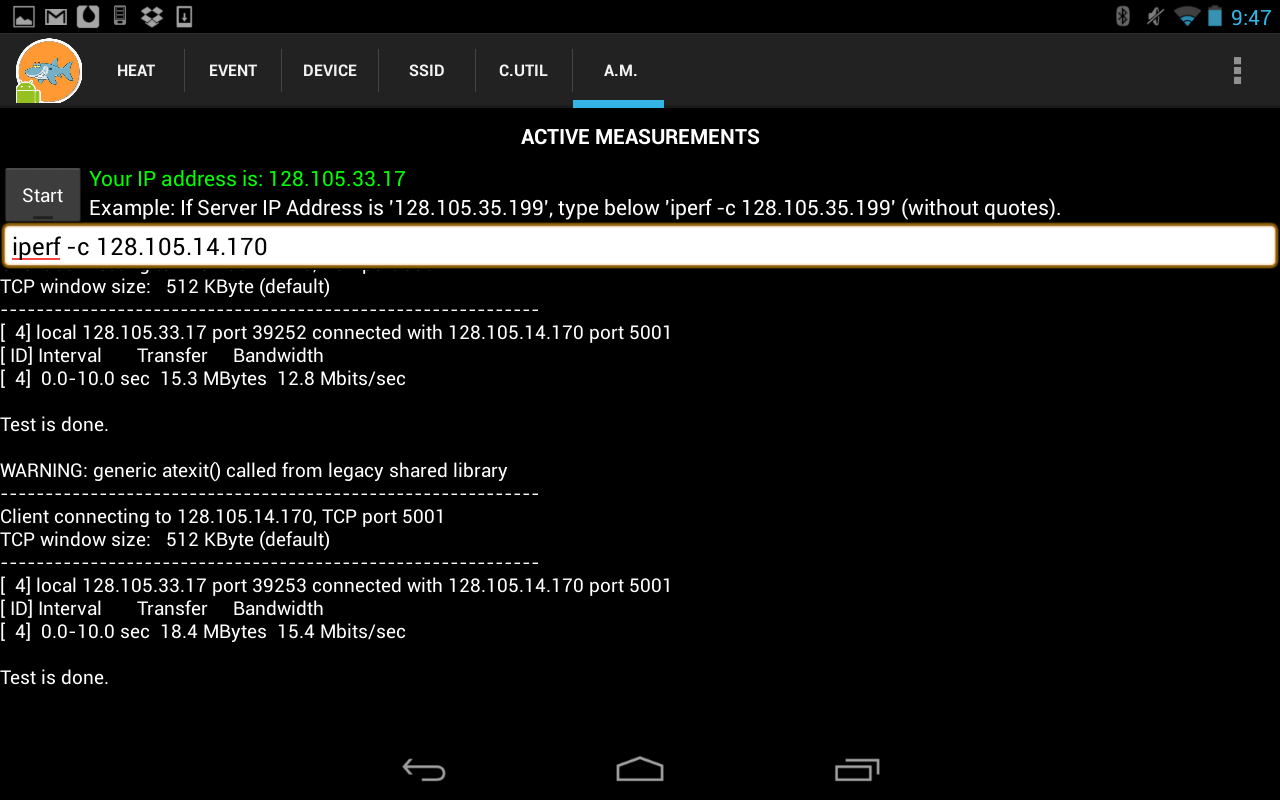 9:47
HEAT EVENT DEVICE SSID C.UTIL A.M.
ACTIVE MEASUREMENTS
Start
Your IP address is: 128.105.33.17
Example: If Server IP Address is '128.105.35.199', type below 'iperf -c 128.105.35.199' (without quotes).
iperf -c 128.105.14.170
TCP window size: 512 KByte (default)
------------------------------------------------------------
[ 4] local 128.105.33.17 port 39252 connected with 128.105.14.170 port 5001
[ ID] Interval Transfer Bandwidth
[ 4] 0.0-10.0 sec 15.3 MBytes 12.8 Mbits/sec
Test is done.
WARNING: generic atexit() called from legacy shared library
------------------------------------------------------------
Client connecting to 128.105.14.170, TCP port 5001
TCP window size: 512 KByte (default)
------------------------------------------------------------
[ 4] local 128.105.33.17 port 39253 connected with 128.105.14.170 port 5001
[ ID] Interval Transfer Bandwidth
[ 4] 0.0-10.0 sec 18.4 MBytes 15.4 Mbits/sec
Test is done.